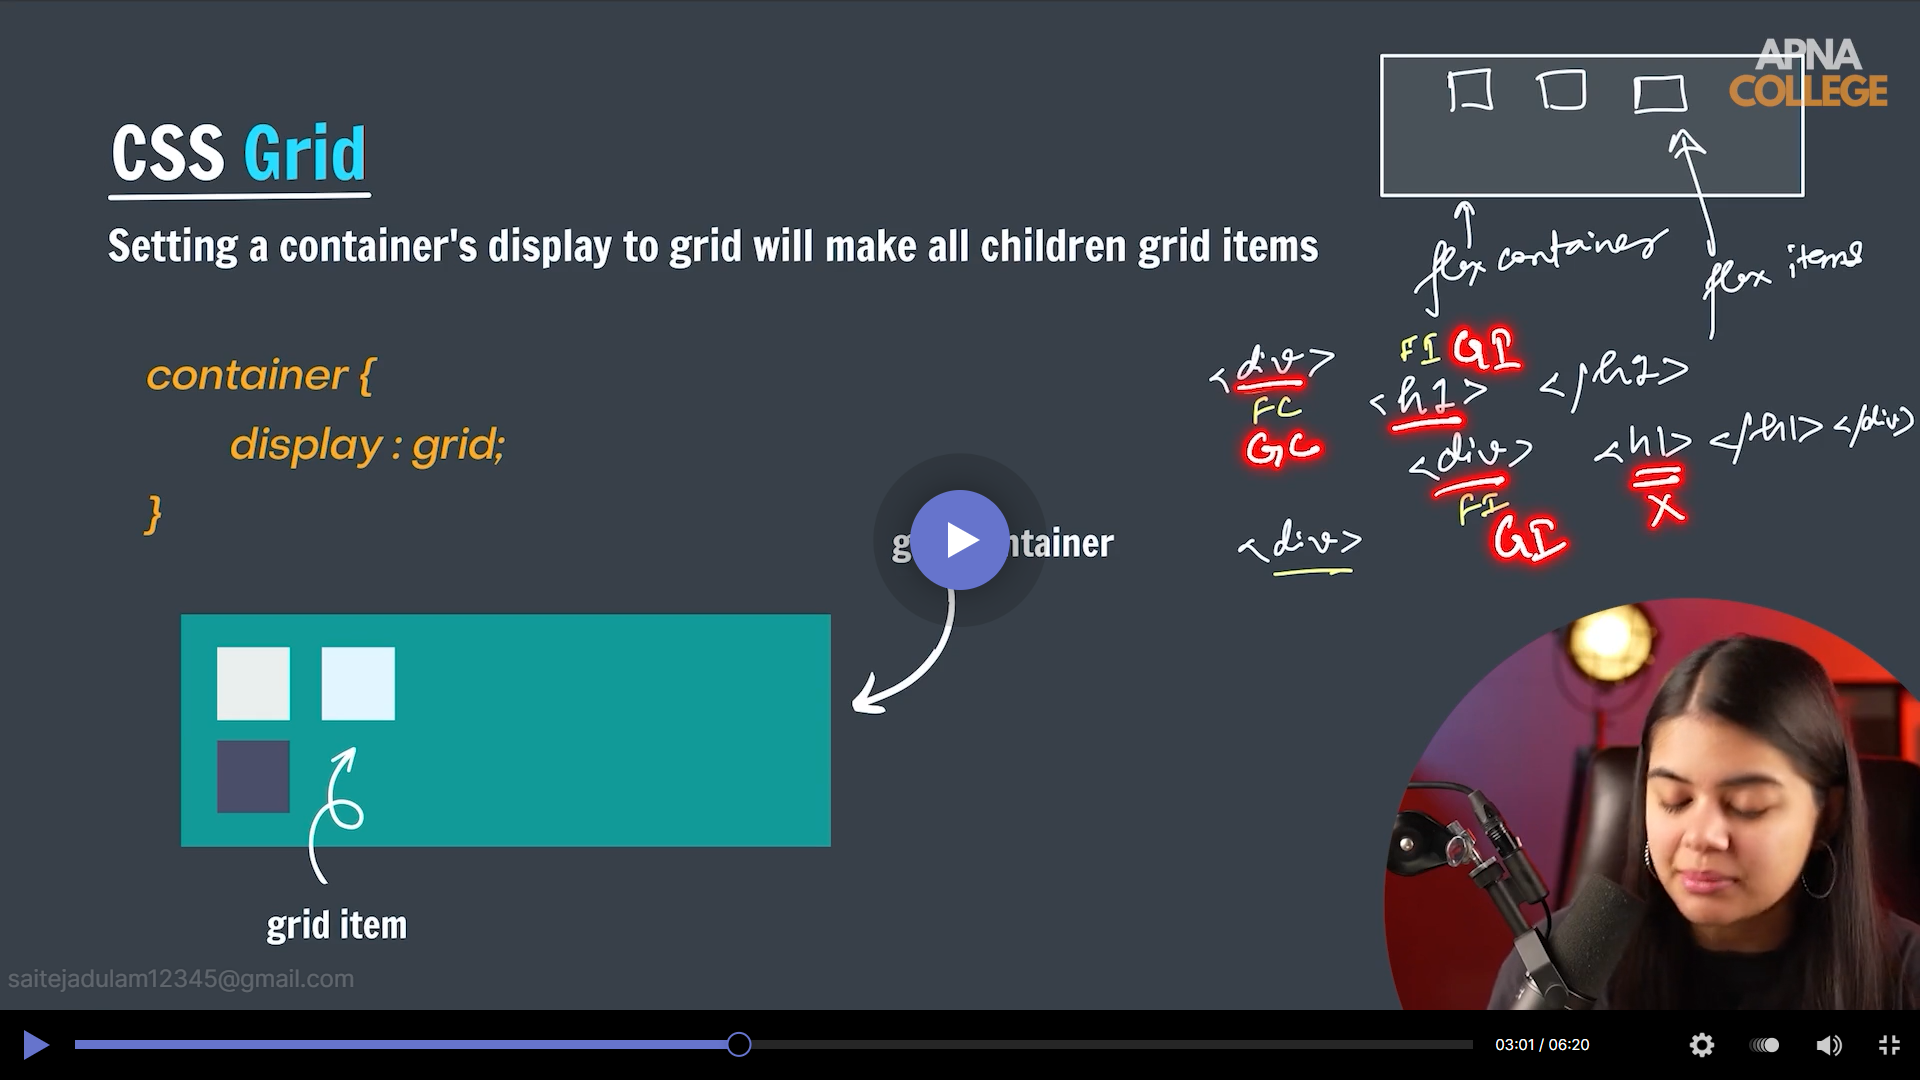 APNA
COLLEGE
CSS Grid
Setting a container's display to grid will make all children grid items
flex container
flex items
container {
display : grid;
}
FI GI
<div>
<h1> </h1>
FC
GC
<div> <h1> </h1> </div>
FI
X
GI
<div>
ntainer
grid item
saitejadulam12345@gmail.com
03:01 / 06:20